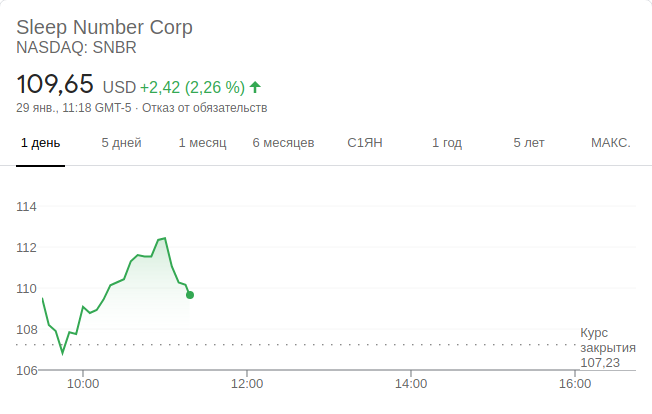 Sleep Number Corp
NASDAQ: SNBR
109,65 USD +2,42 (2,26 %)
29 янв., 11:18 GMT-5 · Отказ от обязательств
1 день 5 дней 1 месяц 6 месяцев С1ЯН 1 год 5 лет МАКС.
114
112
110
108
106
Курс
закрытия
107,23
10:00 12:00 14:00 16:00